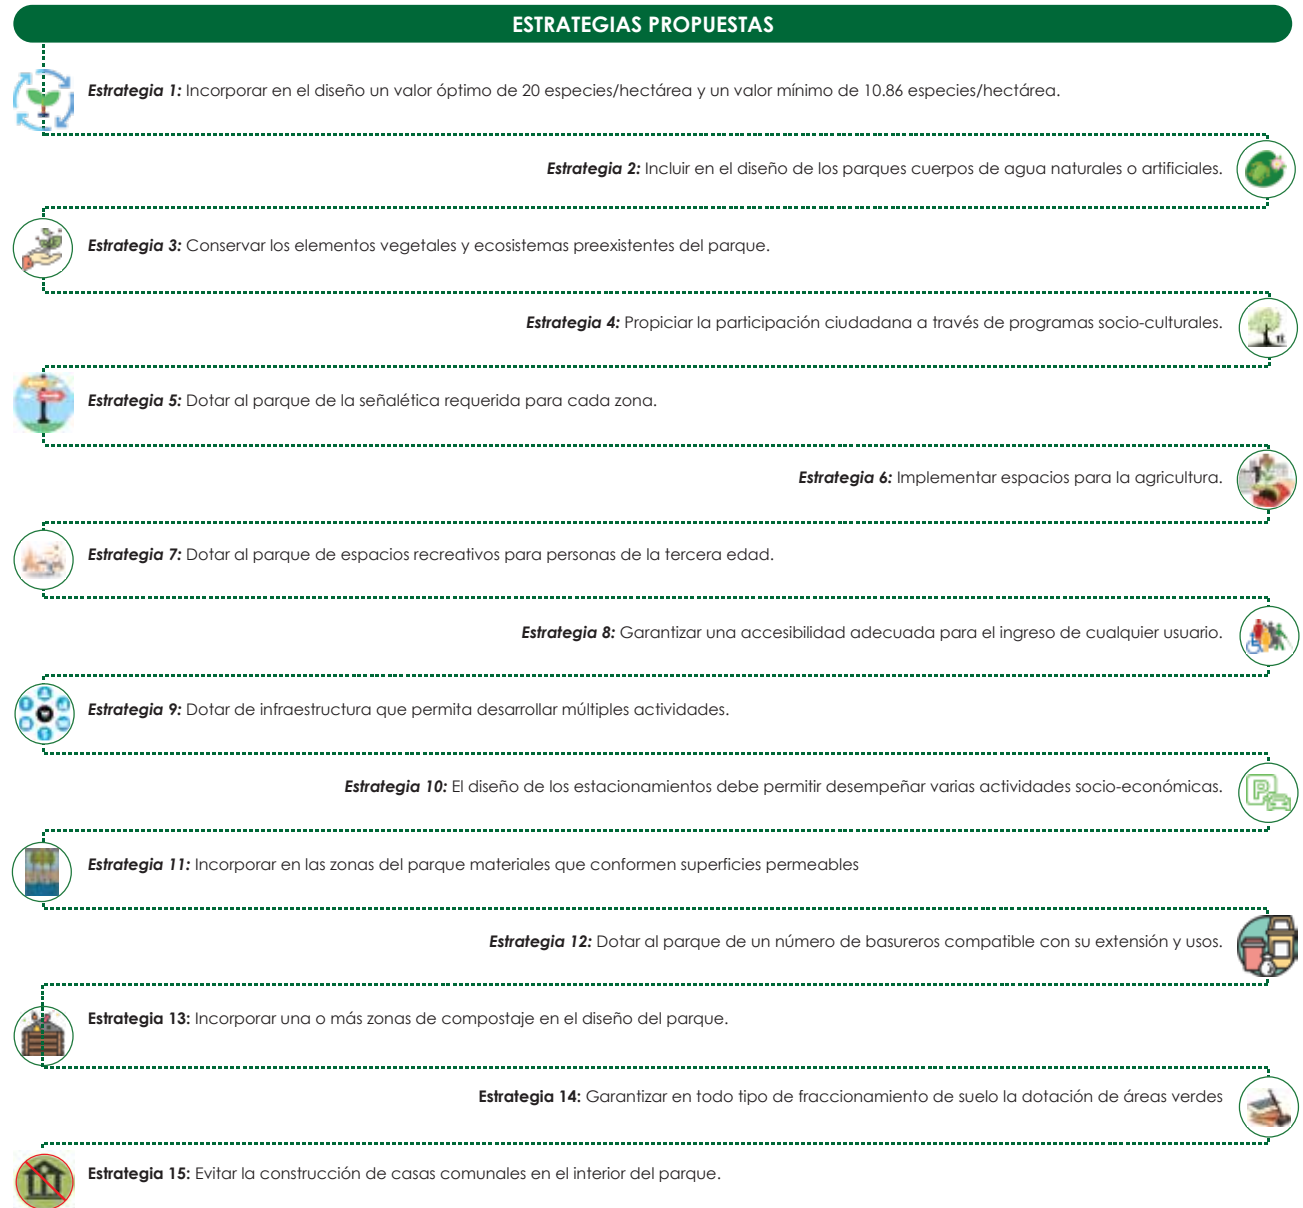 ESTRATEGIAS PROPUESTAS
Estrategia 1: Incorporar en el diseño un valor óptimo de 20 especies/hectárea y un valor mínimo de 10.86 especies/hectárea.
Estrategia 2: Incluir en el diseño de los parques cuerpos de agua naturales o artificiales.
Estrategia 3: Conservar los elementos vegetales y ecosistemas preexistentes del parque.
Estrategia 4: Propiciar la participación ciudadana a través de programas socio-culturales.
Estrategia 5: Dotar al parque de la señalética requerida para cada zona.
Estrategia 6: Implementar espacios para la agricultura.
Estrategia 7: Dotar al parque de espacios recreativos para personas de la tercera edad.
Estrategia 8: Garantizar una accesibilidad adecuada para el ingreso de cualquier usuario.
Estrategia 9: Dotar de infraestructura que permita desarrollar múltiples actividades.
Estrategia 10: El diseño de los estacionamientos debe permitir desempeñar varias actividades socio-económicas.
P
Estrategia 11: Incorporar en las zonas del parque materiales que conformen superficies permeables
Estrategia 12: Dotar al parque de un número de basureros compatible con su extensión y usos.
Estrategia 13: Incorporar una o más zonas de compostaje en el diseño del parque.
Estrategia 14: Garantizar en todo tipo de fraccionamiento de suelo la dotación de áreas verdes
Estrategia 15: Evitar la construcción de casas comunales en el interior del parque.